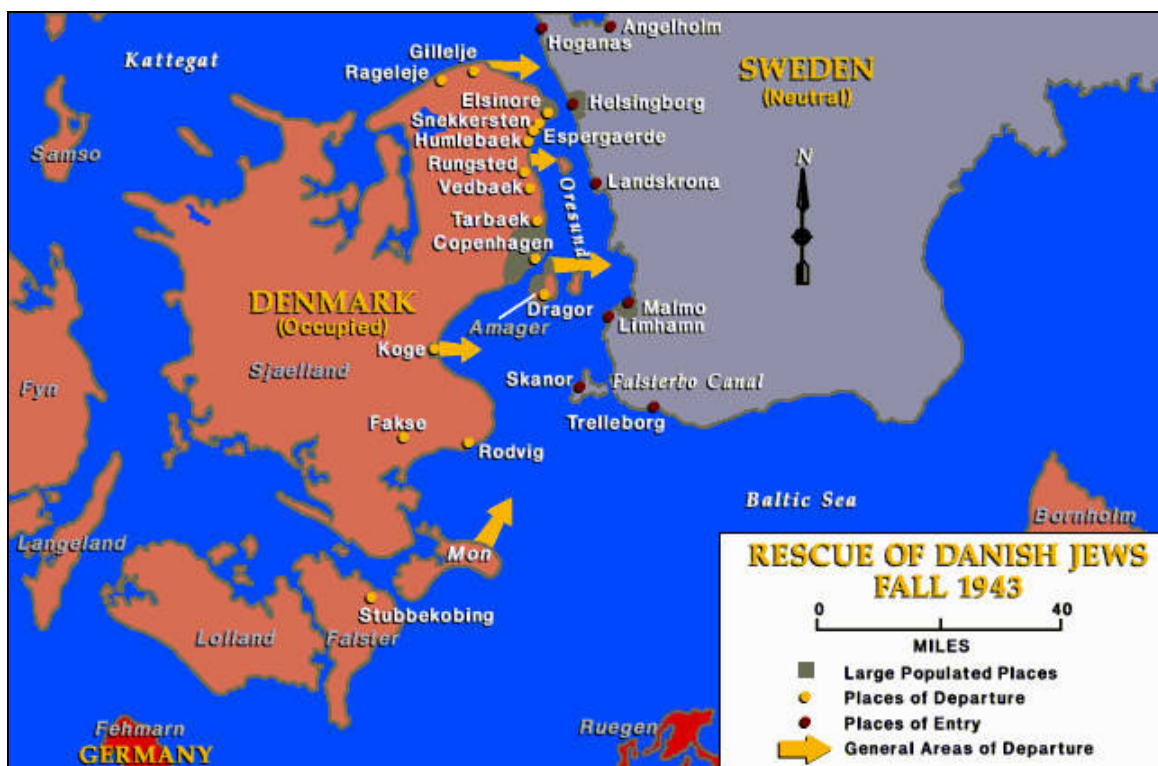 Kattegat
Gillelje
Rageleje
Hoganas
Angelholm
SWEDEN
(Neutral)
Elsinore
Helsingborg
Snekkersten
Espergaerde
Humlebaek
Samso
N
Rungsted
Landskrona
Vedbaek
Oresund
Tarbaek
Copenhagen
DENMARK
(Occupied)
Dragor
Malmo
Limhamn
Amager
Koge
Sjaelland
Skanor
Falsterbo Canal
Fyn
Trelleborg
Fakse
Rodvig
Baltic Sea
Bornholm
Langeland
Mon
Stubbekobing
Lolland
Falster
Fehmarn
GERMANY
Ruegen
RESCUE OF DANISH JEWS
FALL 1943
0 40
MILES
Large Populated Places
Places of Departure
Places of Entry
General Areas of Departure